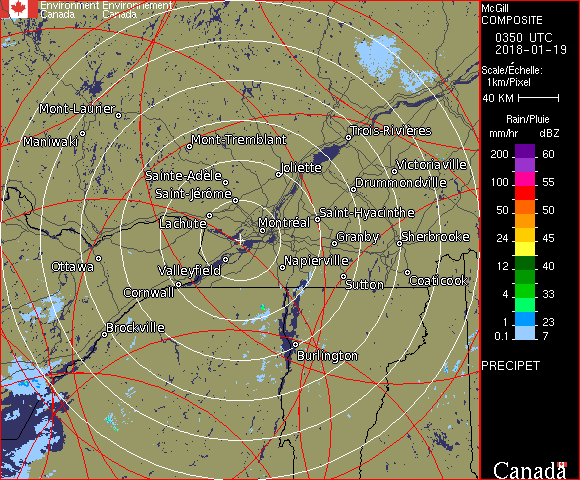 Environment Environnement
Canada Canada
McGill
COMPOSITE
0350 UTC
2018-01-19
Scale/Échelle:
1km/Pixel
40 KM
Rain/Pluie
mm/hr dBZ
200 60
150 57
100 55
50 50
24 45
12 40
4 33
1 23
0.1 7
PRECIPET
Canada
Mont-Laurier
Maniwaki
Mont-Tremblant
Trois-Rivières
Sainte-Adèle
Joliette
Victoriaville
Saint-Jérôme
Drummondville
Lachute
Montréal
Saint-Hyacinthe
Granby
Sherbrooke
Ottawa
Valleyfield
Napierville
Cornwall
Sutton
Coaticook
Brockville
Burlington